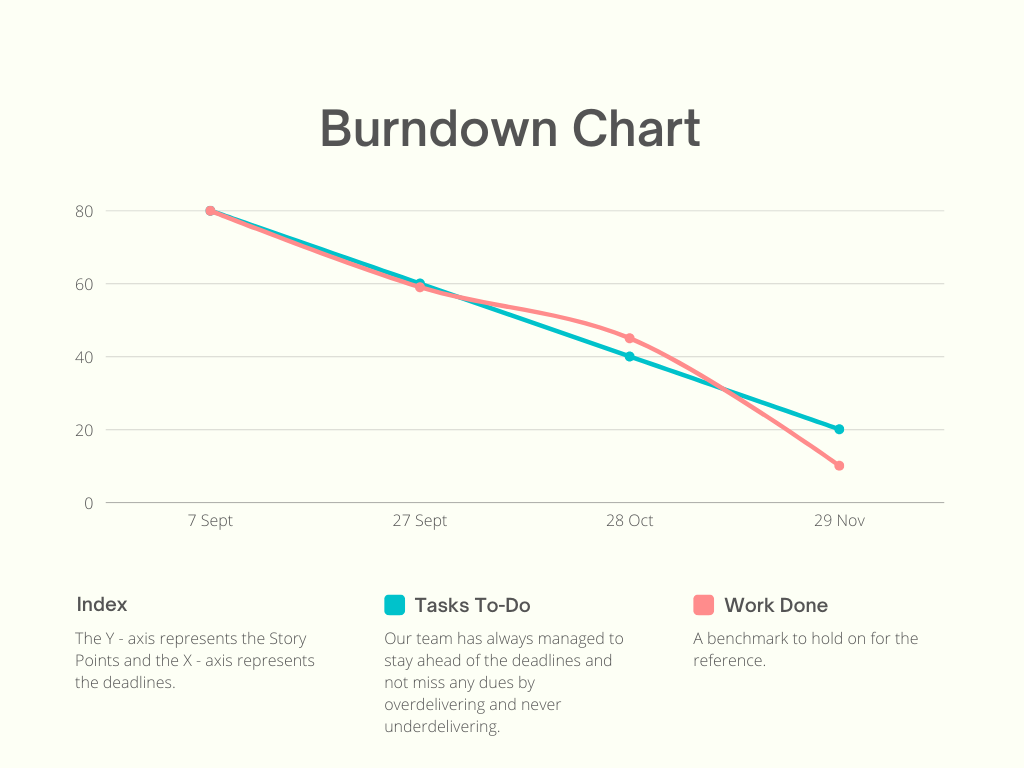 Burndown Chart
80
60
40
20
0
7 Sept
27 Sept
28 Oct
29 Nov
Index
The Y - axis represents the Story
Points and the X - axis represents
the deadlines.
Tasks To-Do
Our team has always managed to
stay ahead of the deadlines and
not miss any dues by
overdelivering and never
underdelivering.
Work Done
A benchmark to hold on for the
reference.